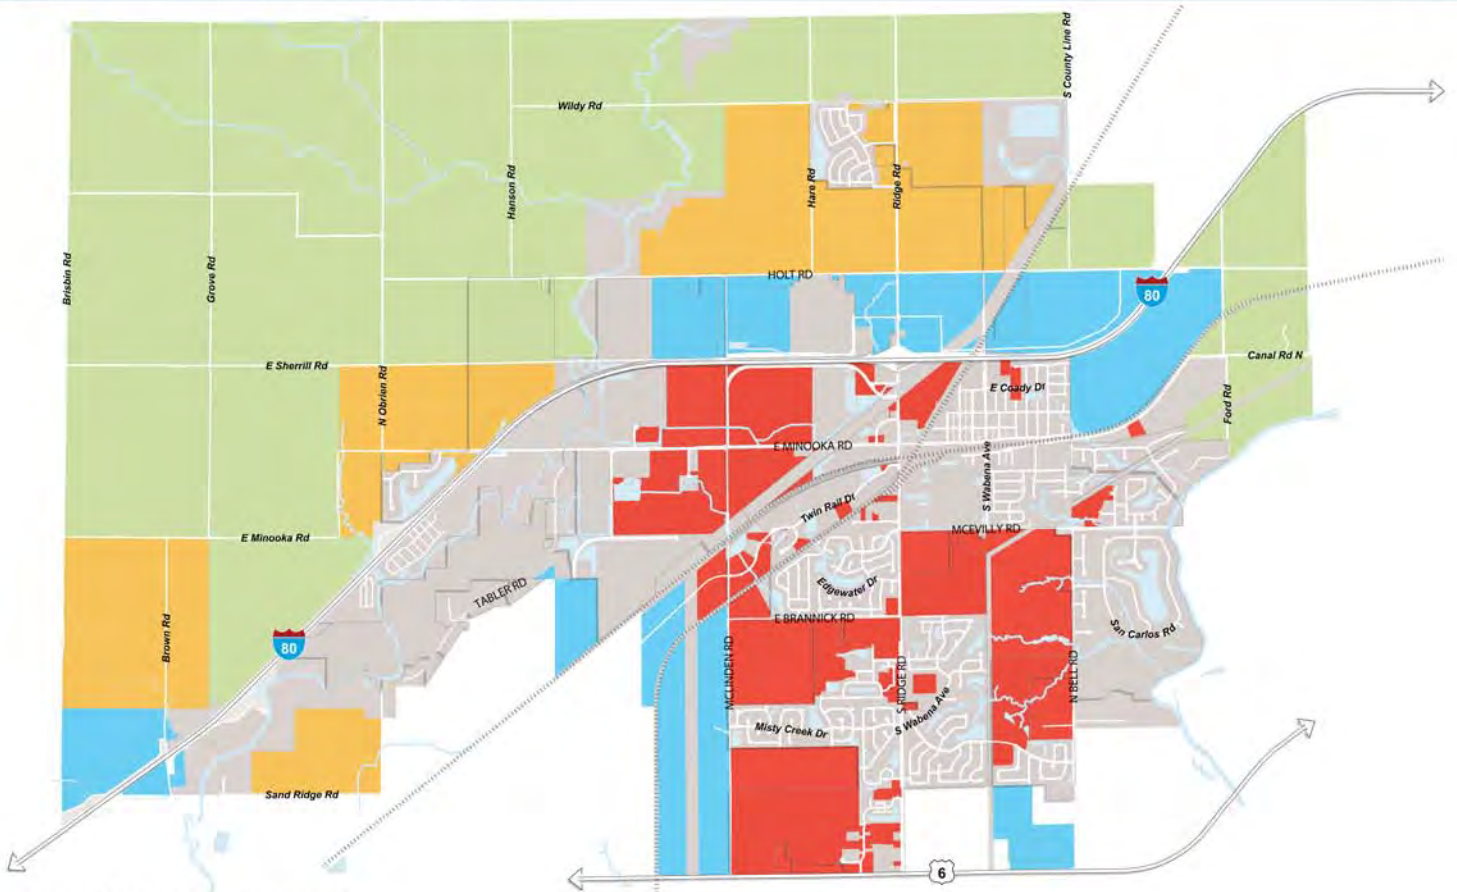 S County Line Rd
Wildy Rd
Hanson Rd
Hare Rd
Ridge Rd
Brisbin Rd
Grove Rd
HOLT RD
80
E Sherrill Rd
N Obrien Rd
Canal Rd N
E Coady Dr
Ford Rd
E MINOOKA RD
S Wabena Ave
Twin Rail Dr
MCEVILLY RD
E Minooka Rd
TABLER RD
Edgewater Dr
E BRANNICK RD
Brown Rd
80
San Carlos Rd
MCLINDEN RD
S RIDGE RD
N BELL RD
S Wabena Ave
Misty Creek Dr
Sand Ridge Rd
6